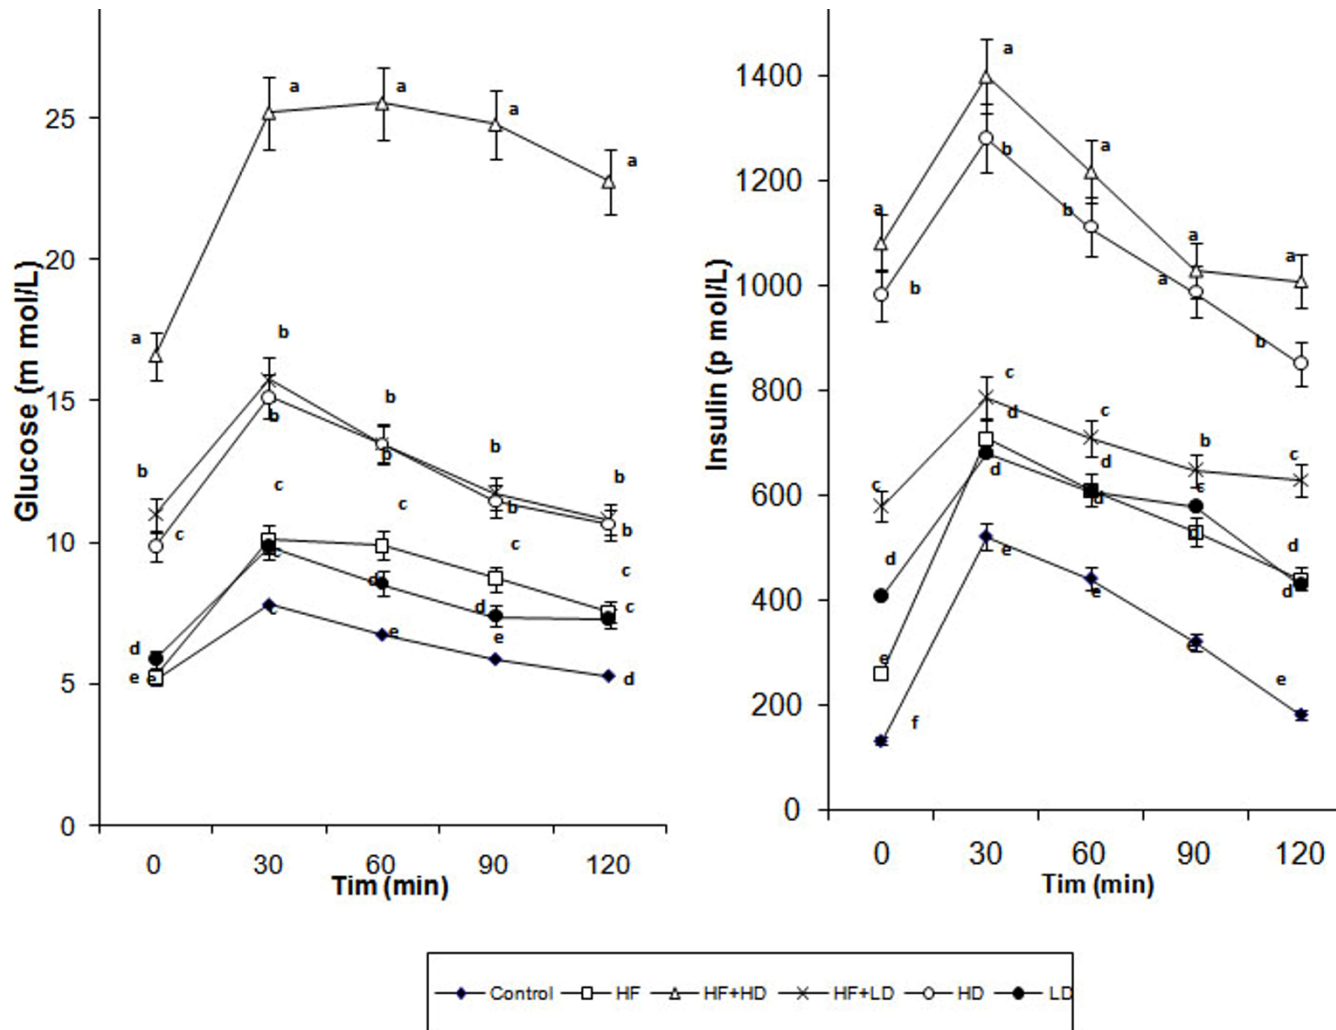 Glucose (m mol/L)
25
20
15
10
5
0
a
a
a
a
a
b
b
b
b
b
c
b
b
b
b
c
c
c
c
d
c
d
d
c
e
e
c
e
e
d
0 30 60 90 120
Tim (min)
Insulin (p mol/L)
1400
1200
1000
800
600
400
200
0
a
a
a
a
a
b
b
b
a
b
c
c
c
b
c
d
d
d
c
d
d
d
d
e
e
e
e
e
f
0 30 60 90 120
Tim (min)
Control HF HF+HD HF+LD HD LD